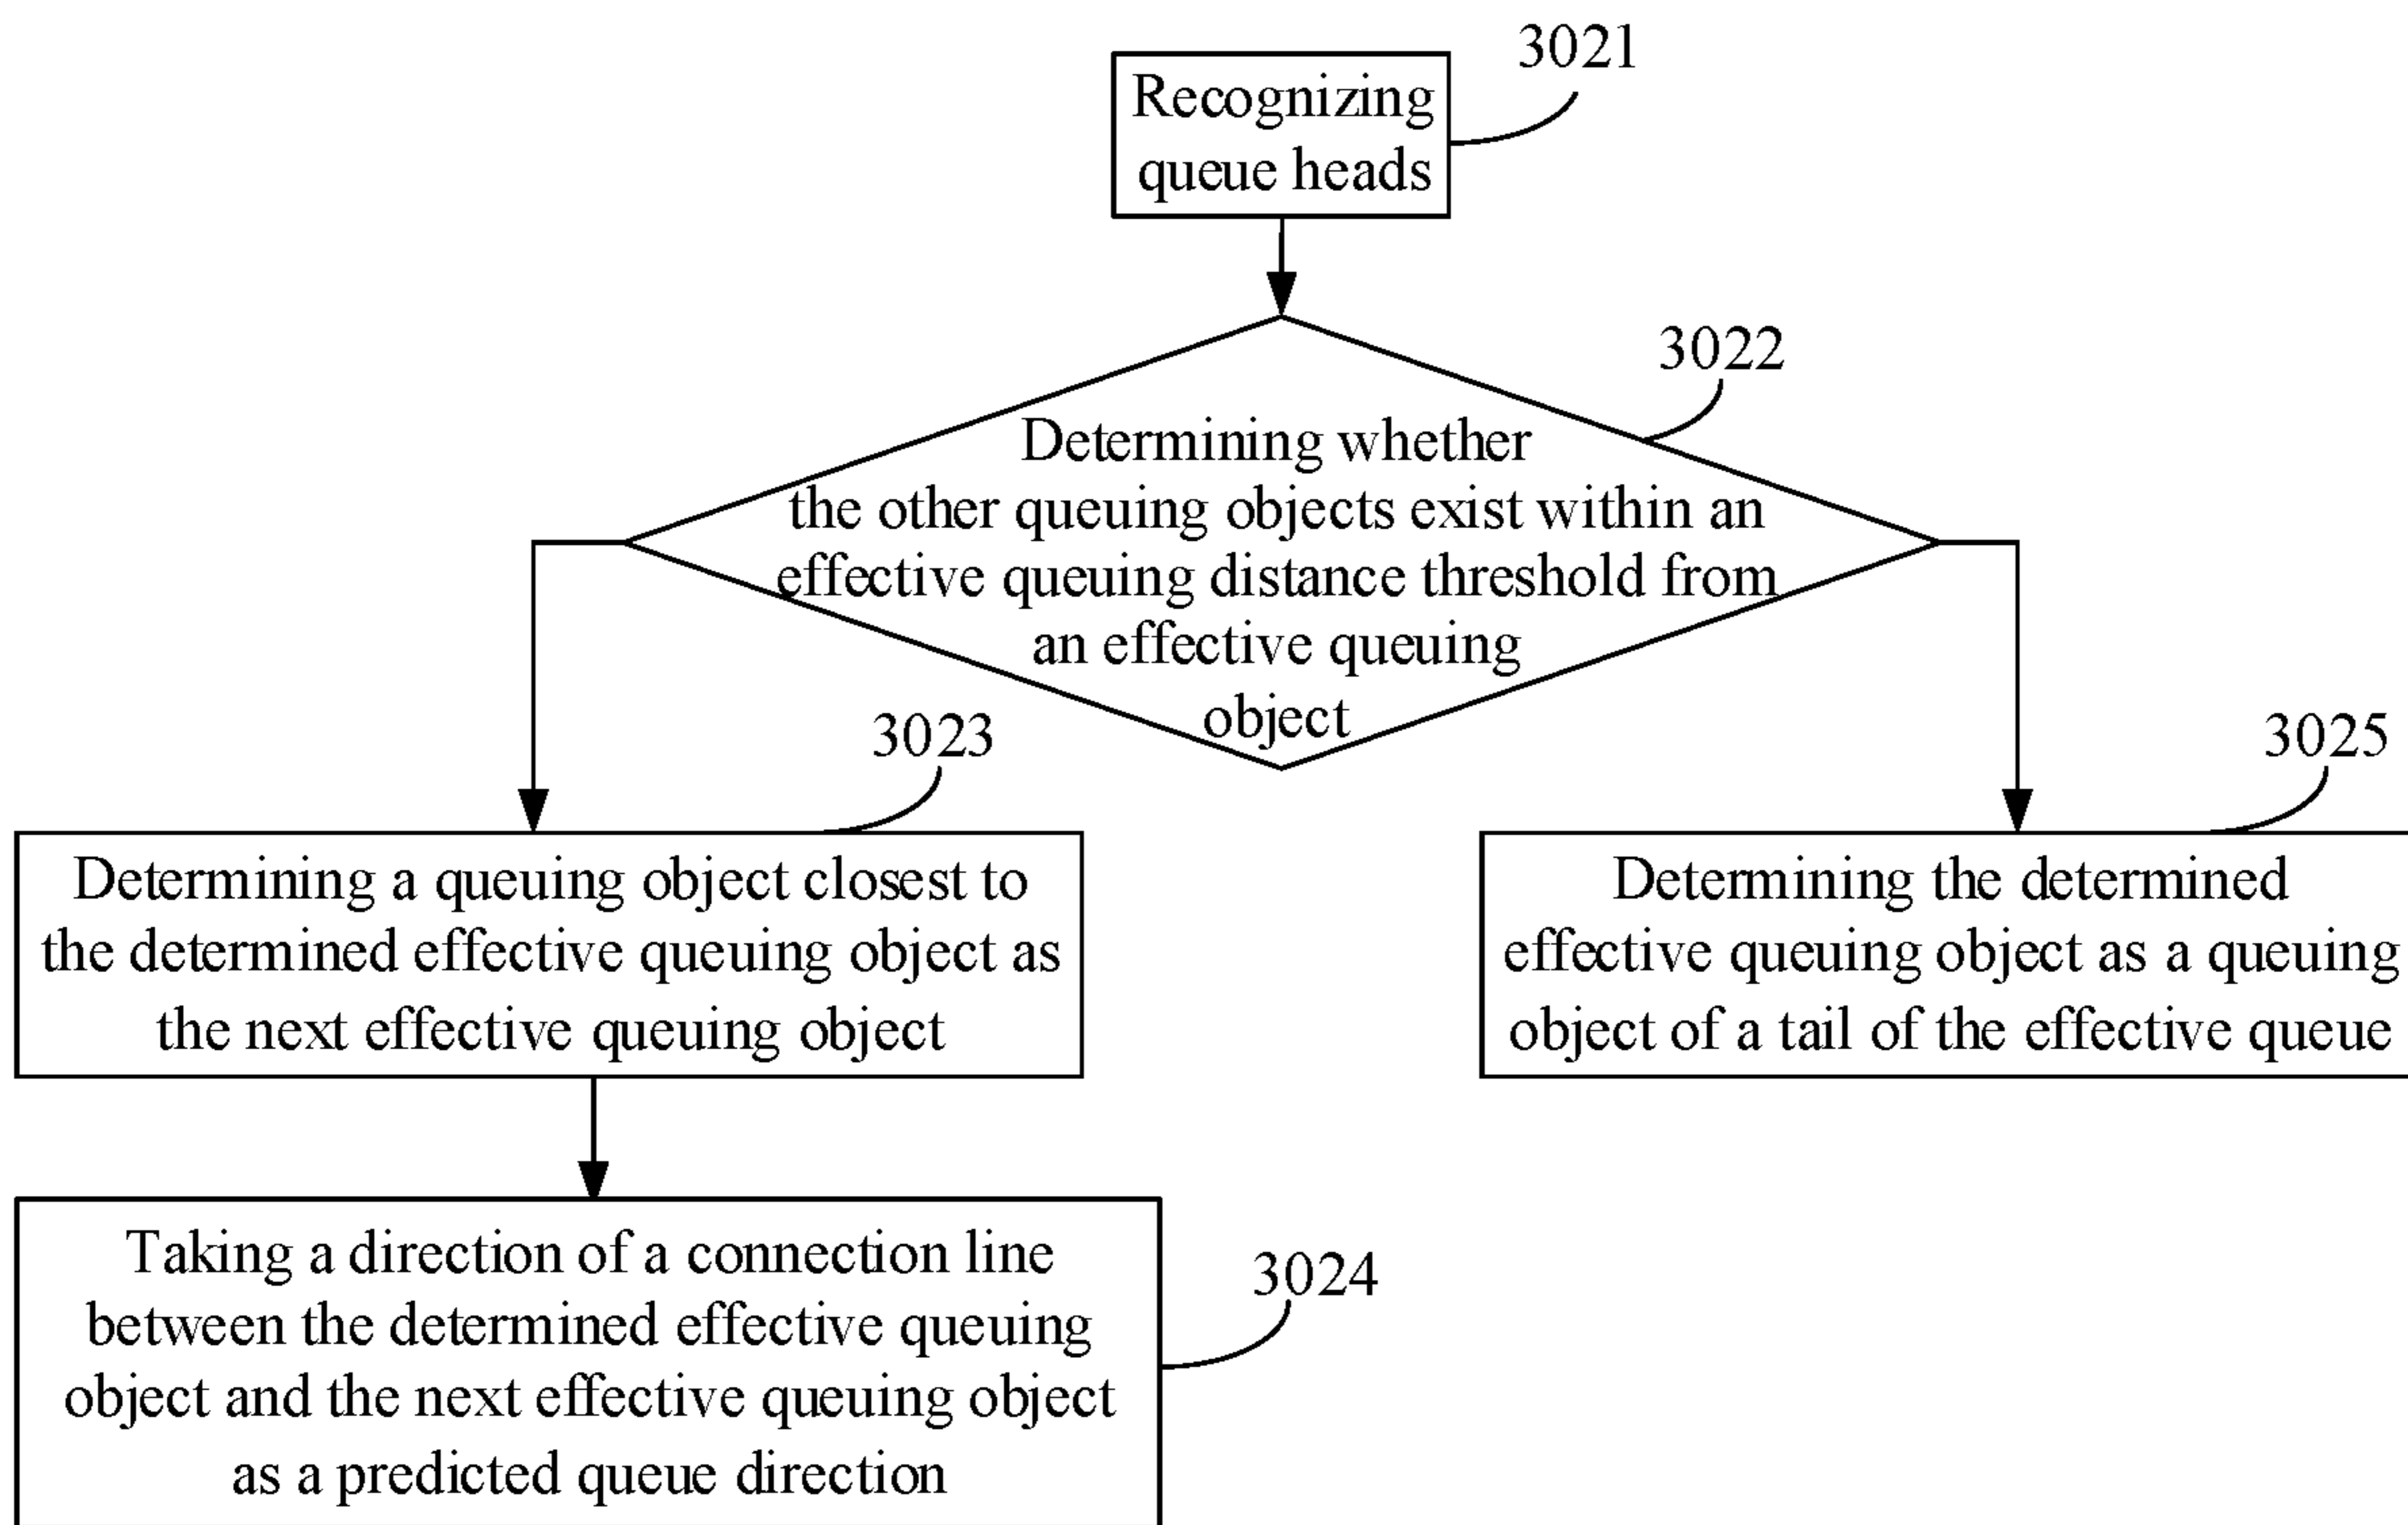 3021
Recognizing
queue heads
3022
Determining whether
the other queuing objects exist within an
effective queuing distance threshold from
an effective queuing
object
3023
Determining a queuing object closest to
the determined effective queuing object as
the next effective queuing object
3025
Determining the determined
effective queuing object as a queuing
object of a tail of the effective queue
Taking a direction of a connection line
between the determined effective queuing
object and the next effective queuing object
as a predicted queue direction
3024